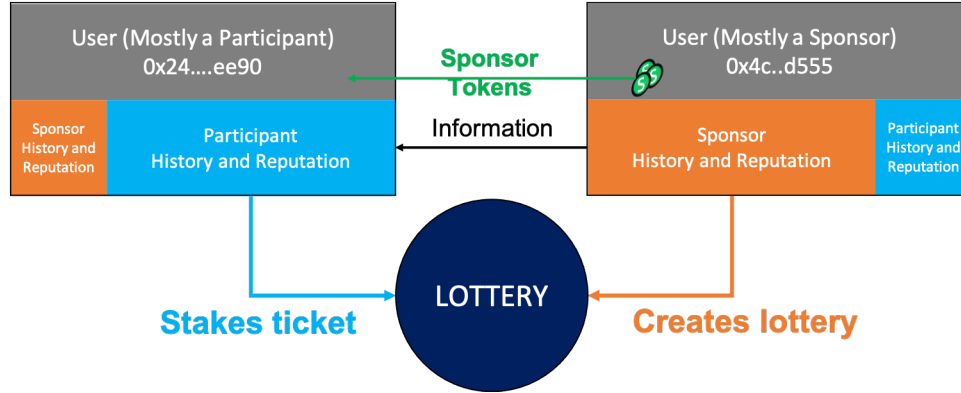 User (Mostly a Participant)
0x24....ee90
Sponsor
History and
Reputation
Participant
History and Reputation
Sponsor
Tokens
Information
User (Mostly a Sponsor)
0x4c..d555
S
S
S
Sponsor
History and Reputation
Participant
History and
Reputation
LOTTERY
Stakes ticket
Creates lottery